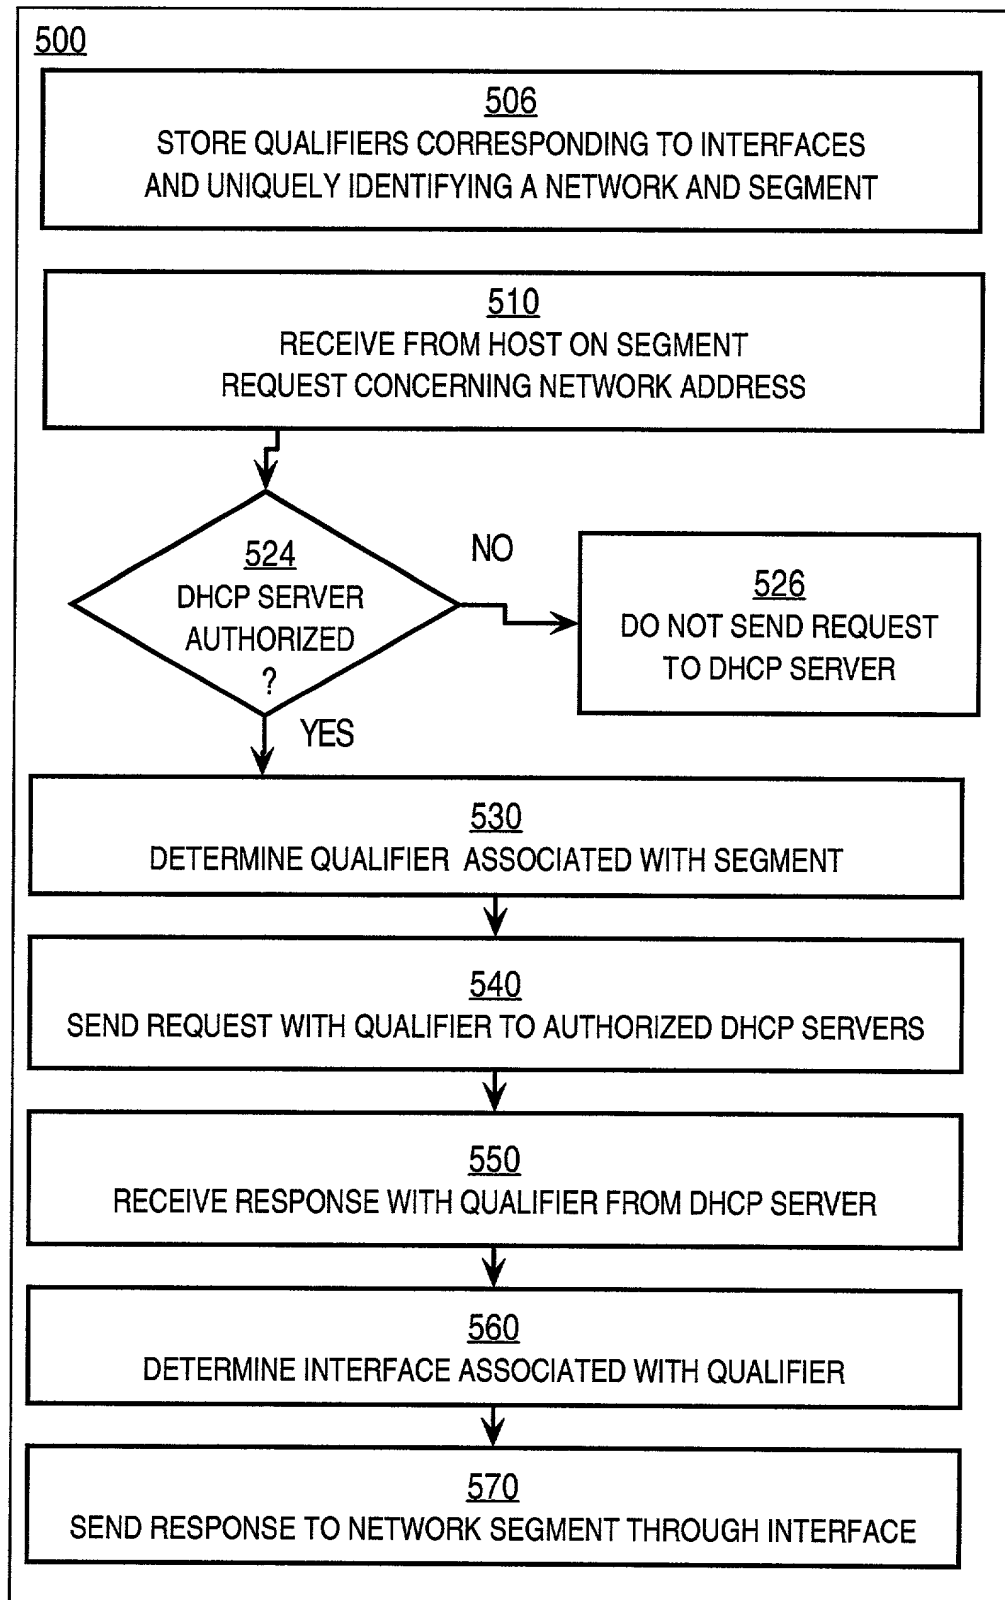 500
506
STORE QUALIFIERS CORRESPONDING TO INTERFACES
AND UNIQUELY IDENTIFYING A NETWORK AND SEGMENT
510
RECEIVE FROM HOST ON SEGMENT
REQUEST CONCERNING NETWORK ADDRESS
524
DHCP SERVER
AUTHORIZED
?
NO
526
DO NOT SEND REQUEST
TO DHCP SERVER
YES
530
DETERMINE QUALIFIER ASSOCIATED WITH SEGMENT
540
SEND REQUEST WITH QUALIFIER TO AUTHORIZED DHCP SERVERS
550
RECEIVE RESPONSE WITH QUALIFIER FROM DHCP SERVER
560
DETERMINE INTERFACE ASSOCIATED WITH QUALIFIER
570
SEND RESPONSE TO NETWORK SEGMENT THROUGH INTERFACE